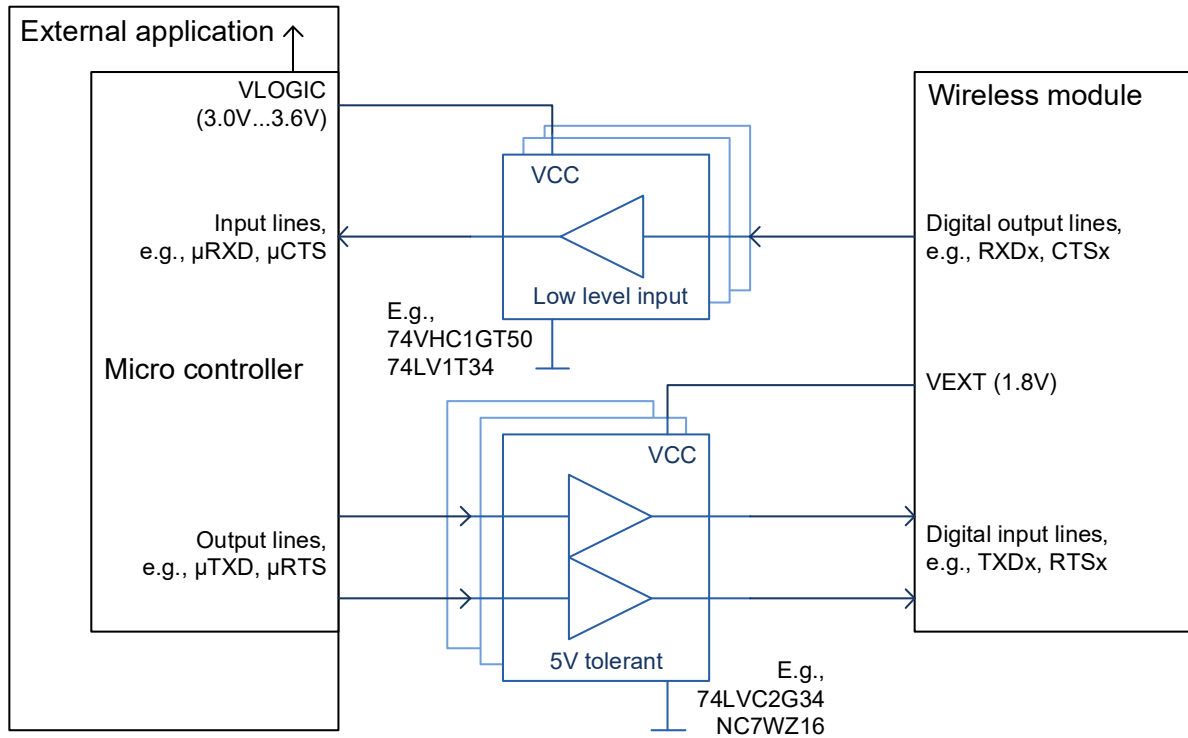 External application
VLOGIC
(3.0V...3.6V)
Wireless module
VCC
Input lines,
e.g., µRXD, µCTS
Digital output lines,
e.g., RXDx, CTSx
Low level input
E.g.,
74VHC1GT50
74LV1T34
Micro controller
VEXT (1.8V)
VCC
Output lines,
e.g., µTXD, µRTS
Digital input lines,
e.g., TXDx, RTSx
5V tolerant
E.g.,
74LVC2G34
NC7WZ16